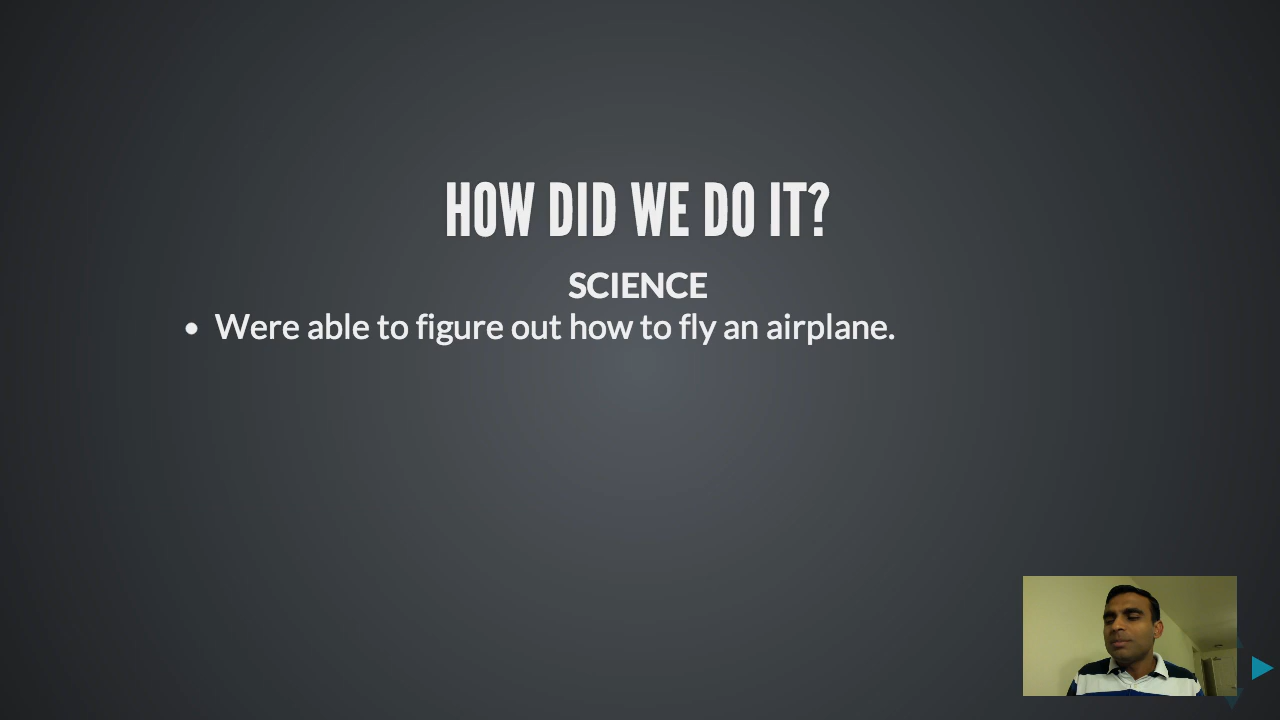 HOW DID WE DO IT?
SCIENCE
• Were able to figure out how to fly an airplane.